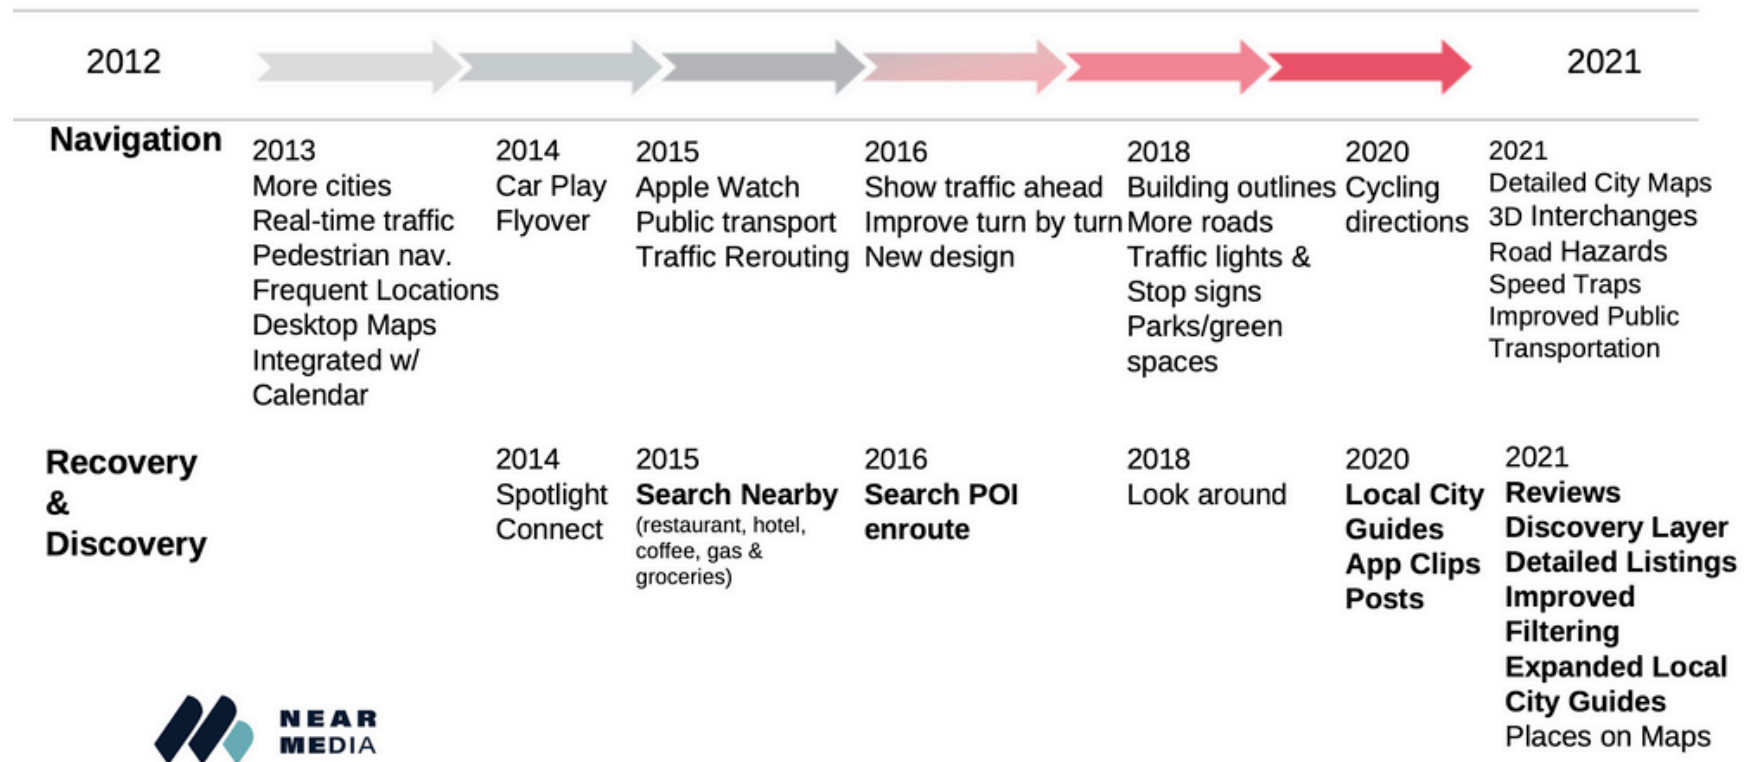 2012
2021
Navigation
2013
More cities
Real-time traffic
Pedestrian nav.
Frequent Locations
Desktop Maps
Integrated w/
Calendar
2014
Car Play
Flyover
2015
Apple Watch
Public transport
Traffic Rerouting
2016
Show traffic ahead
Improve turn by turn
New design
2018
Building outlines
More roads
Traffic lights &
Stop signs
Parks/green
spaces
2020
Cycling
directions
2021
Detailed City Maps
3D Interchanges
Road Hazards
Speed Traps
Improved Public
Transportation
Recovery
&
Discovery
2014
Spotlight
Connect
2015
Search Nearby
(restaurant, hotel,
coffee, gas &
groceries)
2016
Search POI
enroute
2018
Look around
2020
Local City
Guides
App Clips
Posts
2021
Reviews
Discovery Layer
Detailed Listings
Improved
Filtering
Expanded Local
City Guides
Places on Maps
NEAR
MEDIA